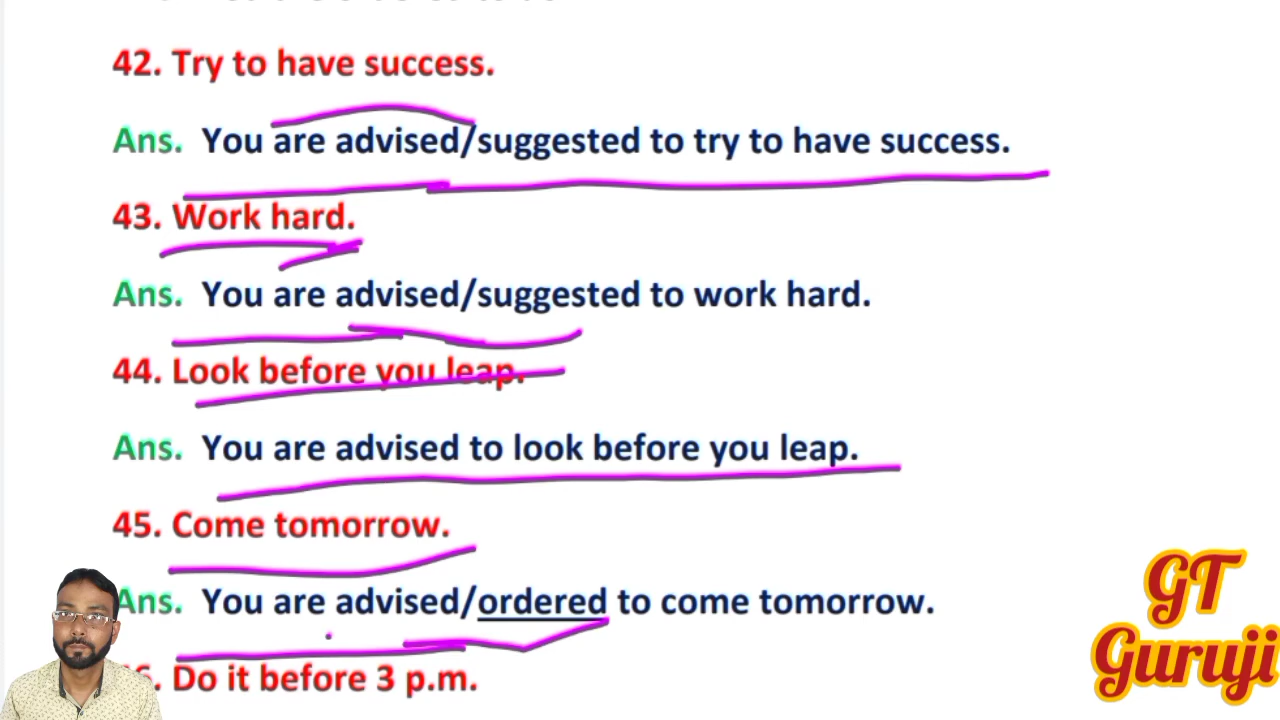 42. Try to have success.
Ans. You are advised/suggested to try to have success.
43. Work hard.
Ans. You are advised/suggested to work hard.
44. Look before you leap.
Ans. You are advised to look before you leap.
45. Come tomorrow.
Ans. You are advised/ordered to come tomorrow.
6. Do it before 3 p.m.
GT
Guruji